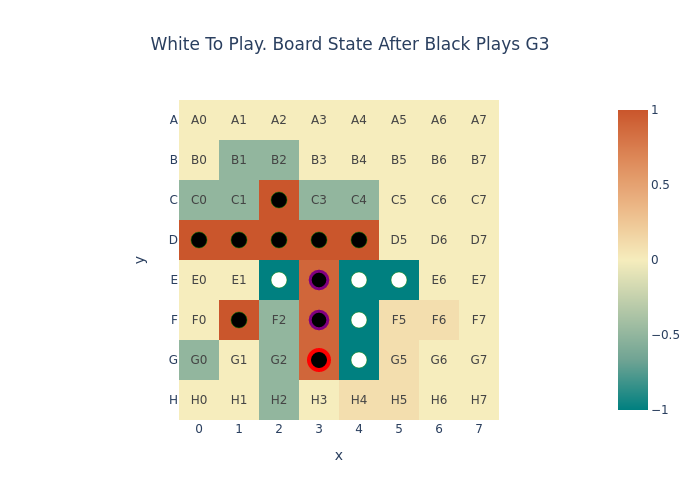 White To Play. Board State After Black Plays G3
A A0 A1 A2 A3 A4 A5 A6 A7 1
B B0 B1 B2 B3 B4 B5 B6 B7
C C0 C1 C3 C4 C5 C6 C7 0.5
D D5 D6 D7
y
0
E E0 E1 E6 E7
F F0 F2 F5 F6 F7 −0.5
G G0 G1 G2 G5 G6 G7
H H0 H1 H2 H3 H4 H5 H6 H7 −1
0 1 2 3 4 5 6 7
x